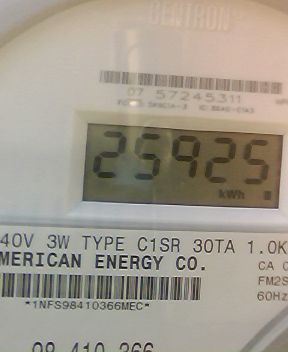 CENTRON
07 57245311
25925
kWh
40V 3W TYPE C1SR 30TA 1.0K
MERICAN ENERGY CO.
CA 0
FM2S
60Hz
*1NFS98410366MEC*
98 410 366